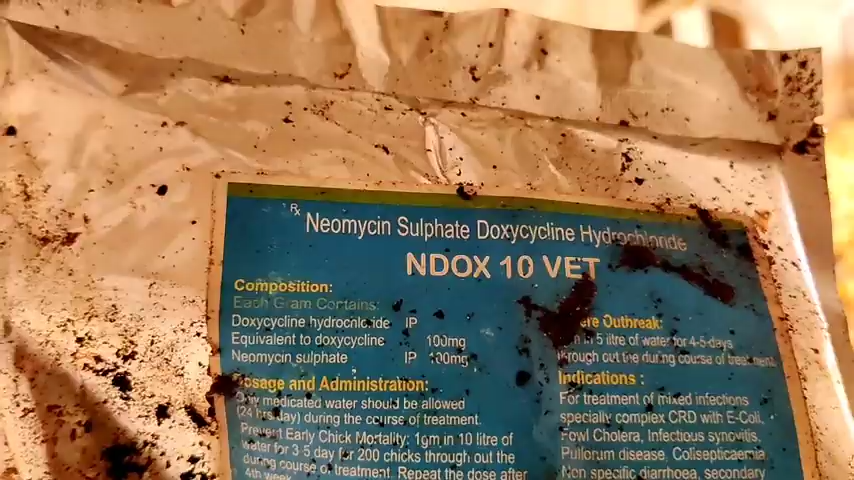 Rx Neomycin Sulphate Doxycycline Hydrochloride
NDOX 10 VET
Composition:
Each Gram Contains:
Doxycycline hydrochloride IP
Equivalent to doxycycline 100mg
Neomycin sulphate IP 100mg
Dosage and Administration:
Only medicated water should be allowed
(24 hrs day) during the course of treatment.
Prevent Early Chick Mortality: 1gm in 10 litre of
water for 3-5 day for 200 chicks through out the
during course of treatment. Repeat the dose after
4th week
Outbreak:
in 5 litre of water for 4-5 days
through out the during course of treatment.
Indications :
For treatment of mixed infections
specially complex CRD with E-Coli,
Fowl Cholera, Infectious synovitis,
Pullorum disease, Colisepticaemia
Non specific diarrhoea, secondary